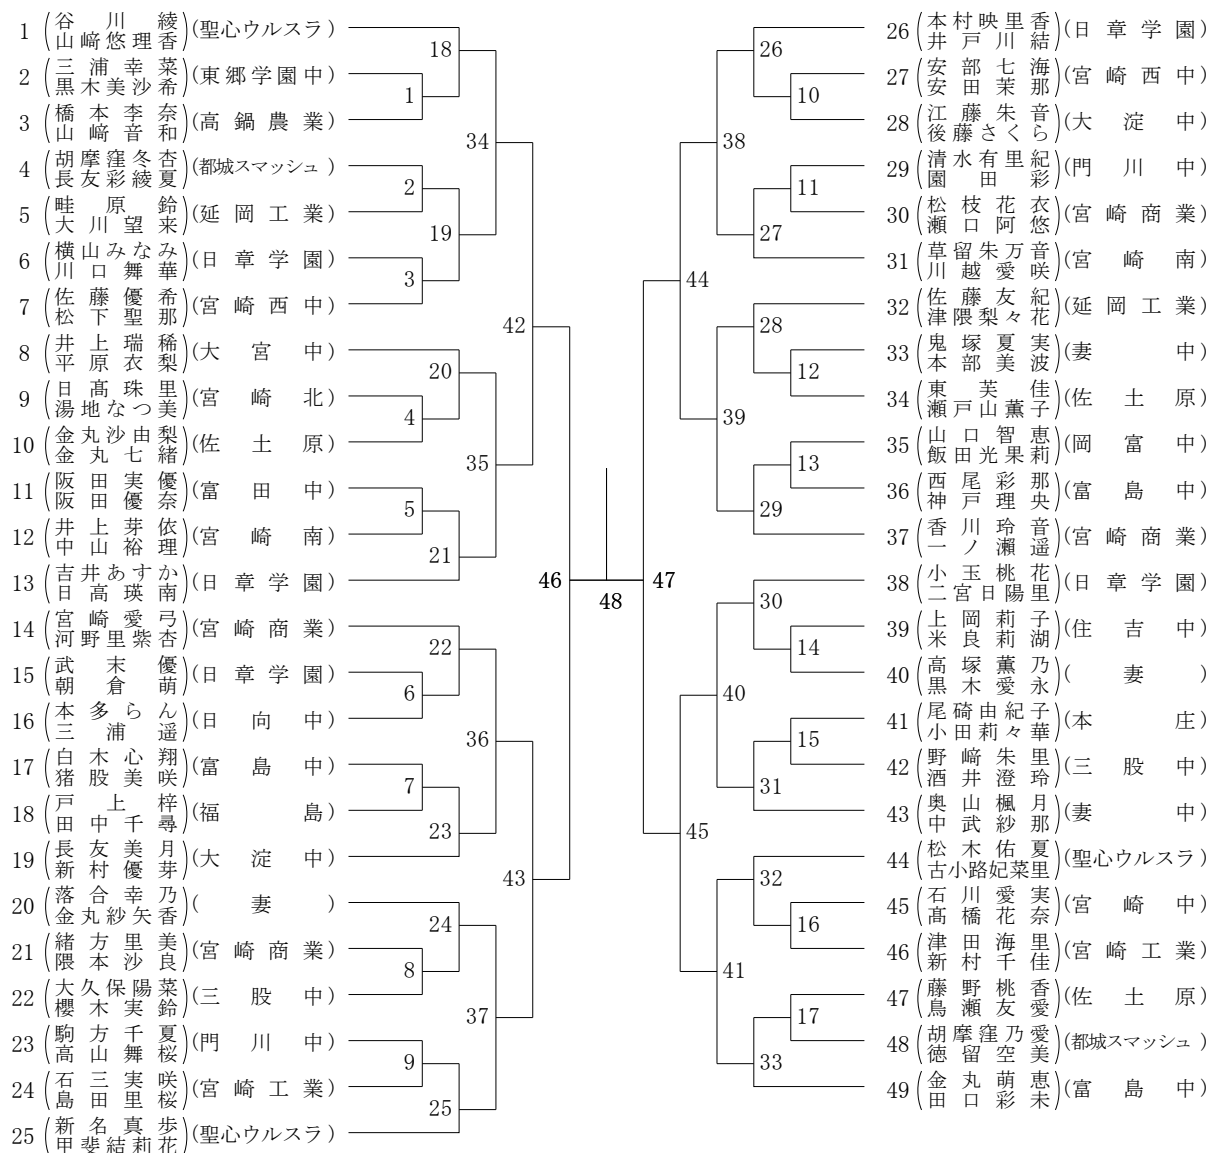 1 (谷川綾 山﨑悠理香)(聖心ウルスラ)
2 (三浦幸菜 黒木美沙希)(東郷学園中)
3 (橋本李奈 山﨑音和)(高鍋農業)
4 (胡摩窪冬杏 長友彩綾夏)(都城スマッシュ)
5 (畦原鈴 大川望来)(延岡工業)
6 (横山みなみ 川口舞華)(日章学園)
7 (佐藤優希 松下聖那)(宮崎西中)
8 (井上瑞稀 平原衣梨)(大宮中)
9 (日髙珠里 湯地なつ美)(宮崎北)
10 (金丸沙由梨 金丸七緒)(佐土原)
11 (阪田実優 阪田優奈)(富田中)
12 (井上芽依 中山裕理)(宮崎南)
13 (吉井あすか 日高瑛南)(日章学園)
14 (宮崎愛弓 河野里紫杏)(宮崎商業)
15 (武末優 朝倉萌)(日章学園)
16 (本多らん 三浦遥)(日向中)
17 (白木心翔 猪股美咲)(富島中)
18 (戸上梓 田中千尋)(福島)
19 (長友美月 新村優芽)(大淀中)
20 (落合幸乃 金丸紗矢香)(妻)
21 (緒方里美 隈本沙良)(宮崎商業)
22 (大久保陽菜 櫻木実鈴)(三股中)
23 (駒方千夏 高山舞桜)(門川中)
24 (石三実咲 島田里桜)(宮崎工業)
25 (新名真歩 甲斐結莉花)(聖心ウルスラ)
18
1
34
2
19
3
42
20
4
35
5
21
46
22
6
36
7
23
43
24
8
37
9
25
48
47
26
10
38
11
27
44
28
12
39
13
29
30
14
40
15
31
45
32
16
41
17
33
26 (本村映里香 井戸川結)(日章学園)
27 (安部七海 安田茉那)(宮崎西中)
28 (江藤朱音 後藤さくら)(大淀中)
29 (清水有里紀 園田彩)(門川中)
30 (松枝花衣 瀬口阿悠)(宮崎商業)
31 (草留朱万音 川越愛咲)(宮崎南)
32 (佐藤友紀 津隈梨々花)(延岡工業)
33 (鬼塚夏実 本部美波)(妻中)
34 (東芙佳 瀬戸山薫子)(佐土原)
35 (山口智恵 飯田光果莉)(岡富中)
36 (西尾彩那 神戸理央)(富島中)
37 (香川玲音 一ノ瀬遥)(宮崎商業)
38 (小玉桃花 二宮日陽里)(日章学園)
39 (上岡莉子 米良莉湖)(住吉中)
40 (高塚薫乃 黒木愛永)(妻)
41 (尾碕由紀子 小田莉々華)(本庄)
42 (野﨑朱里 酒井澄玲)(三股中)
43 (奥山楓月 中武紗那)(妻中)
44 (松木佑夏 古小路妃菜里)(聖心ウルスラ)
45 (石川愛実 髙橋花奈)(宮崎中)
46 (津田海里 新村千佳)(宮崎工業)
47 (藤野桃香 鳥瀬友愛)(佐土原)
48 (胡摩窪乃愛 徳留空美)(都城スマッシュ)
49 (金丸萌恵 田口彩未)(富島中)